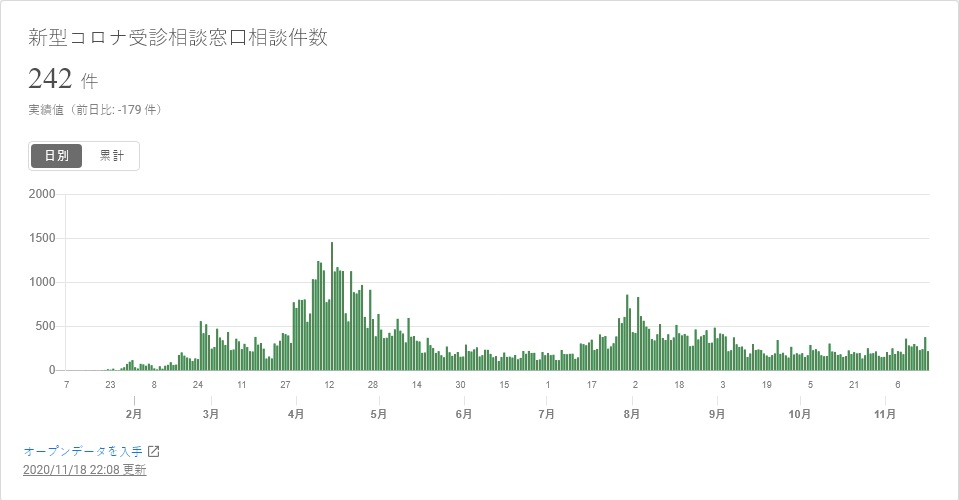 新型コロナ受診相談窓口相談件数
242 件
実績値（前日比: -179 件）
日別 累計
2000
1500
1000
500
0
7 23 8 24 11 27 12 28 14 30 15 1 17 2 18 3 19 5 21 6
2月 3月 4月 5月 6月 7月 8月 9月 10月 11月
オープンデータを入手
2020/11/18 22:08 更新